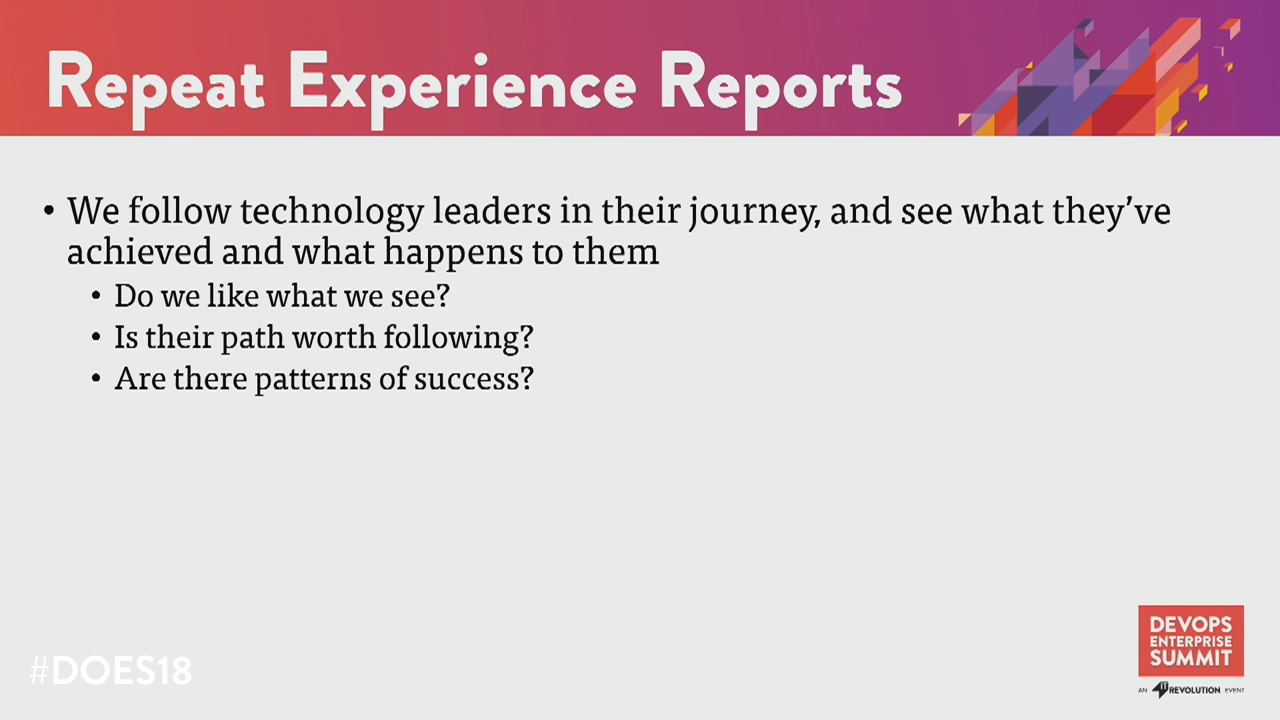 Repeat Experience Reports
• We follow technology leaders in their journey, and see what they’ve
achieved and what happens to them
• Do we like what we see?
• Is their path worth following?
• Are there patterns of success?
#DOES18
DEVOPS
ENTERPRISE
SUMMIT
AN IT REVOLUTION EVENT